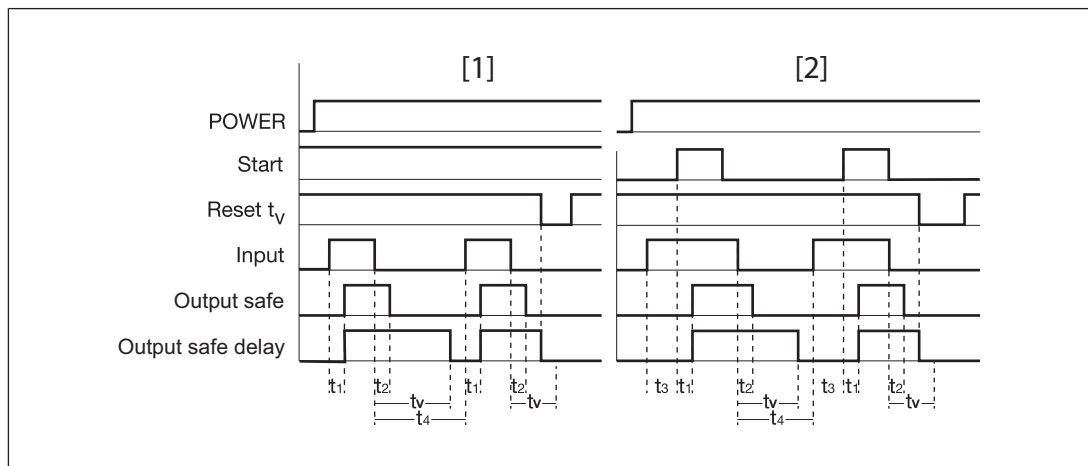 [1] [2]
POWER
Start
Reset tv
Input
Output safe
Output safe delay
t1 t2 t1 t2 t3 t1 t2 t3 t1 t2
tv tv tv tv
t4 t4